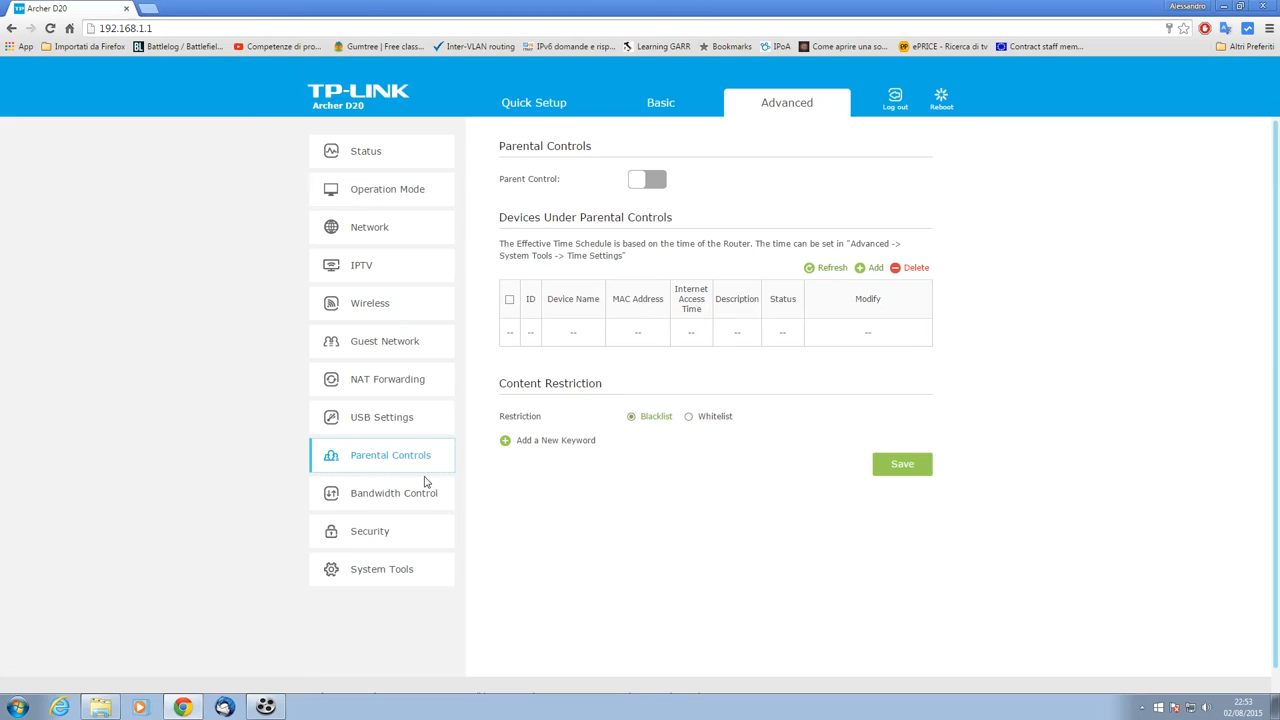 Alessandro
Archer D20
192.168.1.1
App
Importati da Firefox
Battlelog / Battlefiel...
Competenze di pro...
Gumtree | Free class...
Inter-VLAN routing
IPv6 domande e risp...
Learning GARR
Bookmarks
IPoA
Come aprire una so...
ePRICE - Ricerca di tv
Contract staff mem...
Altri Preferiti
TP-LINK
Archer D20
Quick Setup
Basic
Advanced
Log out
Reboot
Status
Operation Mode
Network
IPTV
Wireless
Guest Network
NAT Forwarding
USB Settings
Parental Controls
Bandwidth Control
Security
System Tools
Parental Controls
Parent Control:
Devices Under Parental Controls
The Effective Time Schedule is based on the time of the Router. The time can be set in "Advanced ->
System Tools -> Time Settings"
Refresh
Add
Delete
ID
Device Name
MAC Address
Internet
Access
Time
Description
Status
Modify
-- -- -- -- -- -- -- --
Content Restriction
Restriction
Blacklist
Whitelist
Add a New Keyword
Save
22:53
02/08/2015